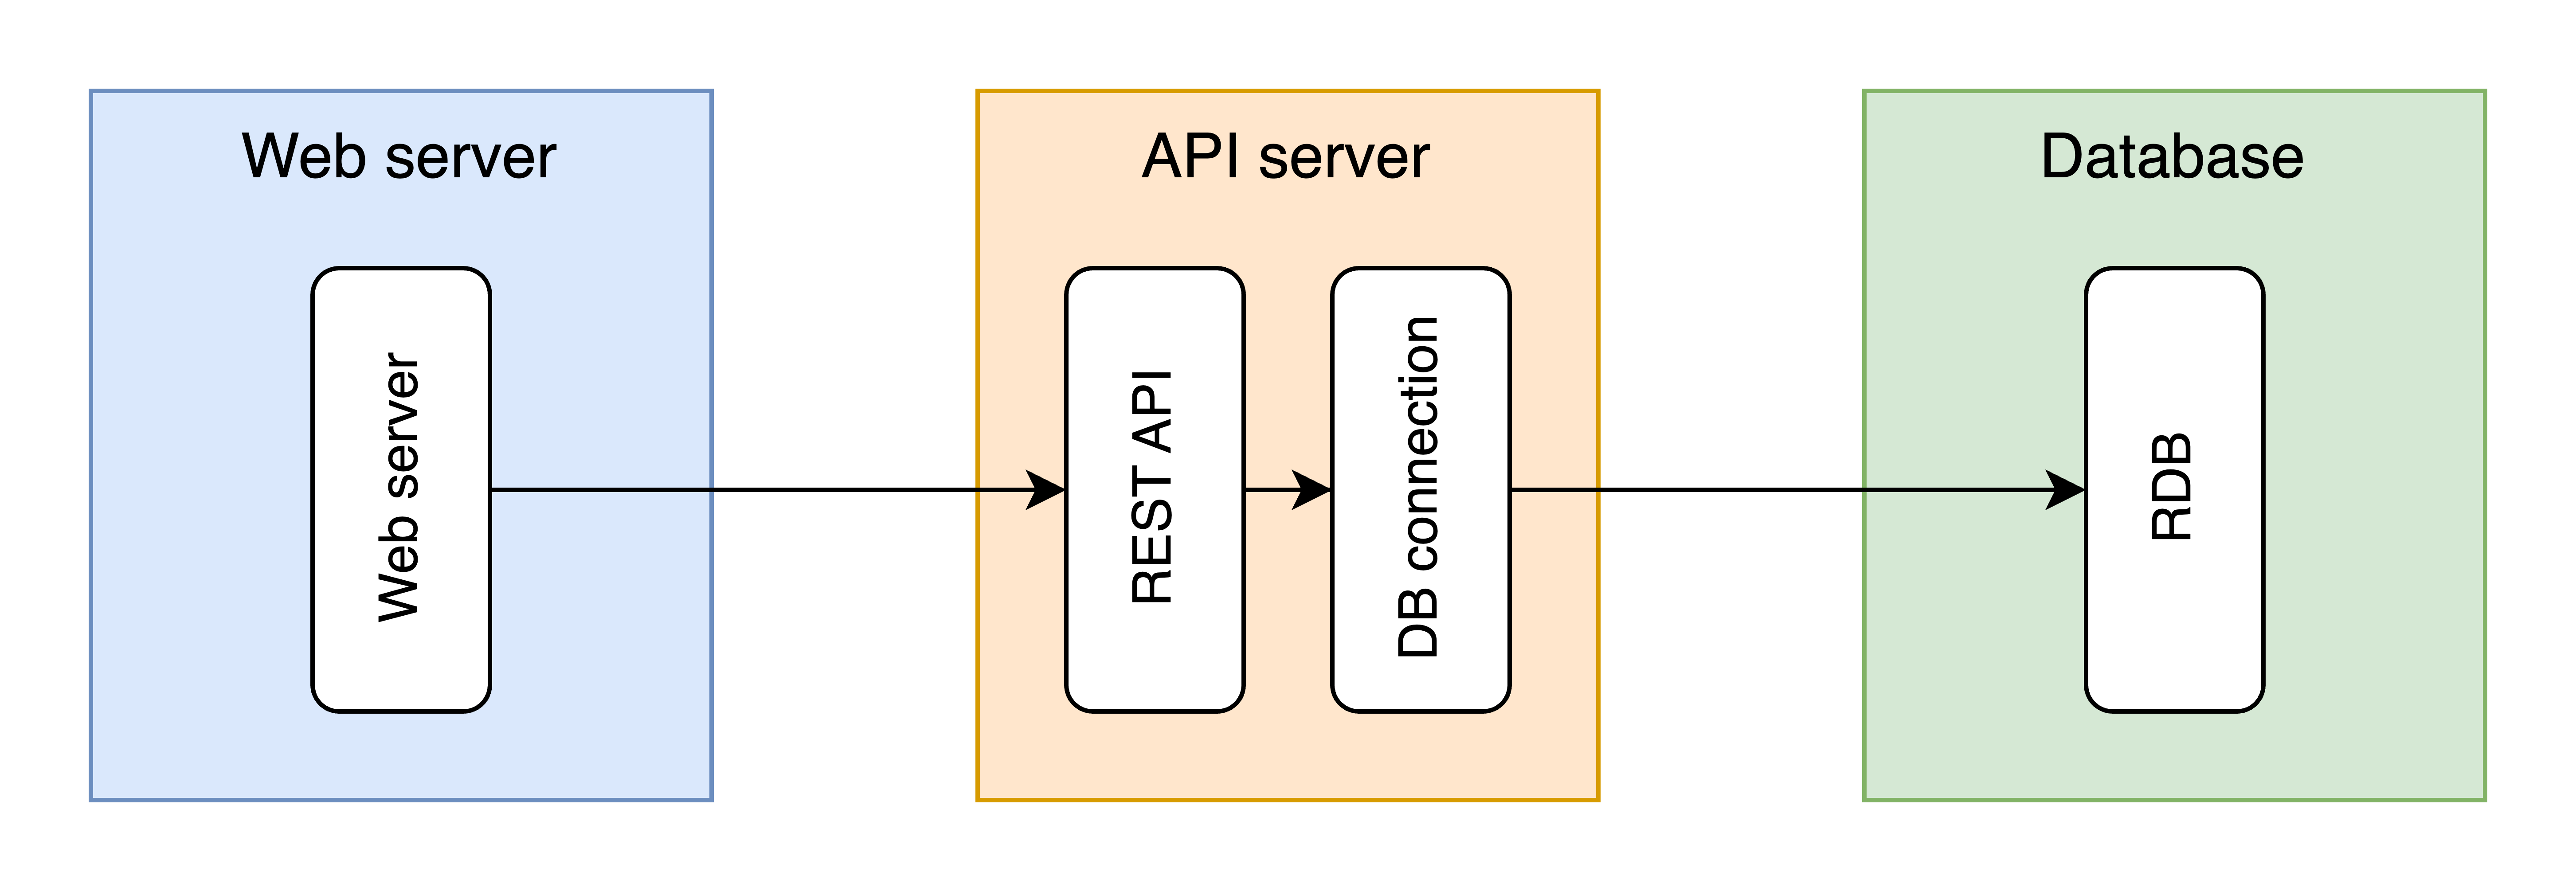 Web server
API server
Database
Web server
REST API
DB connection
RDB